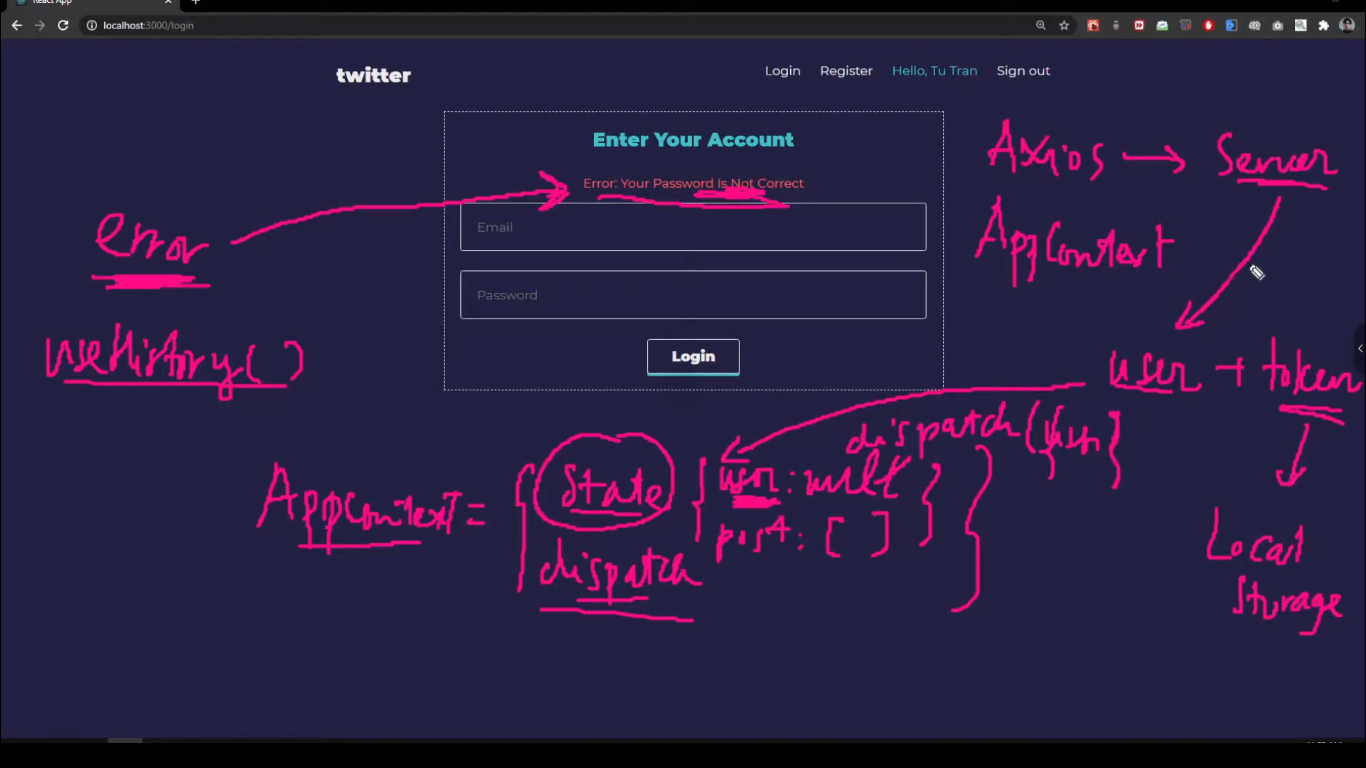 React App
localhost:3000/login
twitter
Login Register Hello, Tu Tran Sign out
Enter Your Account
Error: Your Password Is Not Correct
Email
Password
Login
error
useHistory()
Axios → Server
AppContext
user + token
Local
Storage
dispatch(
AppContext = { State { user: null
post: [ ] } }
dispatch